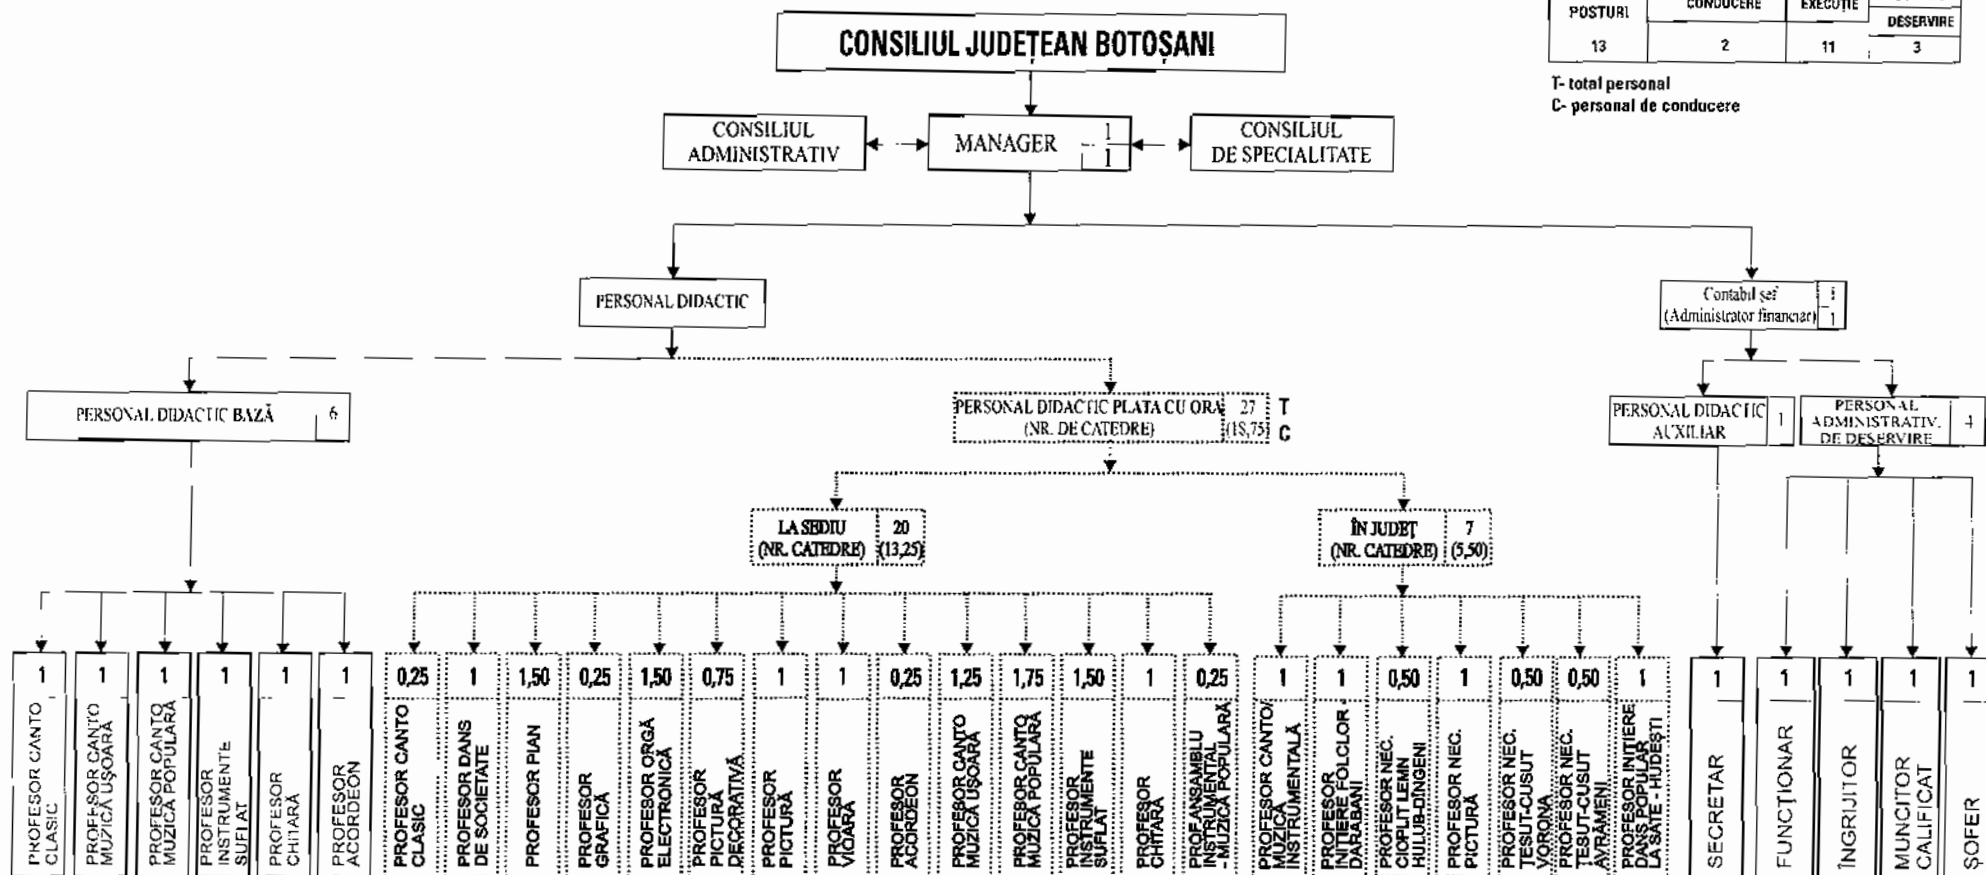 CONSILIUL JUDEȚEAN BOTOȘANI
POSTURI
CONDUCERE
EXECUȚIE
DESERVIRE
13
2
11
3
T- total personal
C- personal de conducere
CONSILIUL
ADMINISTRATIV
MANAGER
1
1
CONSILIUL
DE SPECIALITATE
PERSONAL DIDACTIC
Contabil șef
(Administrator financiar)
1
1
PERSONAL DIDACTIC BAZĂ
6
PERSONAL DIDACTIC PLATA CU ORA
(NR. DE CATEDRE)
27
(18,75)
T
C
PERSONAL DIDACTIC
AUXILIAR
1
PERSONAL
ADMINISTRATIV.
DE DESERVIRE
4
LA SEDIU
(NR. CATEDRE)
20
(13,25)
ÎN JUDEȚ
(NR. CATEDRE)
7
(5,50)
1
PROFESOR CANTO
CLASIC
1
PROFESOR CANTO
MUZICĂ UȘOARĂ
1
PROFESOR CANTO
MUZICĂ POPULARĂ
1
PROFESOR
INSTRUMENTE
SUFLAT
1
PROFESOR
CHITARĂ
1
PROFESOR
ACORDEON
0,25
PROFESOR CANTO
CLASIC
1
PROFESOR DANS
DE SOCIETATE
1,50
PROFESOR PIAN
0,25
PROFESOR
GRAFICĂ
1,50
PROFESOR ORGĂ
ELECTRONICĂ
0,75
PROFESOR
PICTURĂ
DECORATIVĂ
1
PROFESOR
PICTURĂ
1
PROFESOR
VIOARĂ
0,25
PROFESOR
ACORDEON
1,25
PROFESOR CANTO
MUZICĂ UȘOARĂ
1,75
PROFESOR CANTO
MUZICĂ POPULARĂ
1,50
PROFESOR
INSTRUMENTE
SUFLAT
1
PROFESOR
CHITARĂ
0,25
PROF.ANSAMBLU
INSTRUMENTAL
- MUZICĂ POPULARĂ
1
PROFESOR CANTO/
MUZICĂ
INSTRUMENTALĂ
1
PROFESOR
INIȚIERE FOLCLOR -
DARABANI
0,50
PROFESOR NEC.
CIOPLIT LEMN
HULUB-DÎNGENI
1
PROFESOR NEC.
PICTURĂ
0,50
PROFESOR NEC.
ȚESUT-CUSUT
VORONA
0,50
PROFESOR NEC.
ȚESUT-CUSUT
AVRĂMENI
1
PROFESOR INIȚIERE
DANS POPULAR
LA SATE - HUDEȘTI
1
SECRETAR
1
FUNCȚIONAR
1
ÎNGRIJITOR
1
MUNCITOR
CALIFICAT
1
ȘOFER